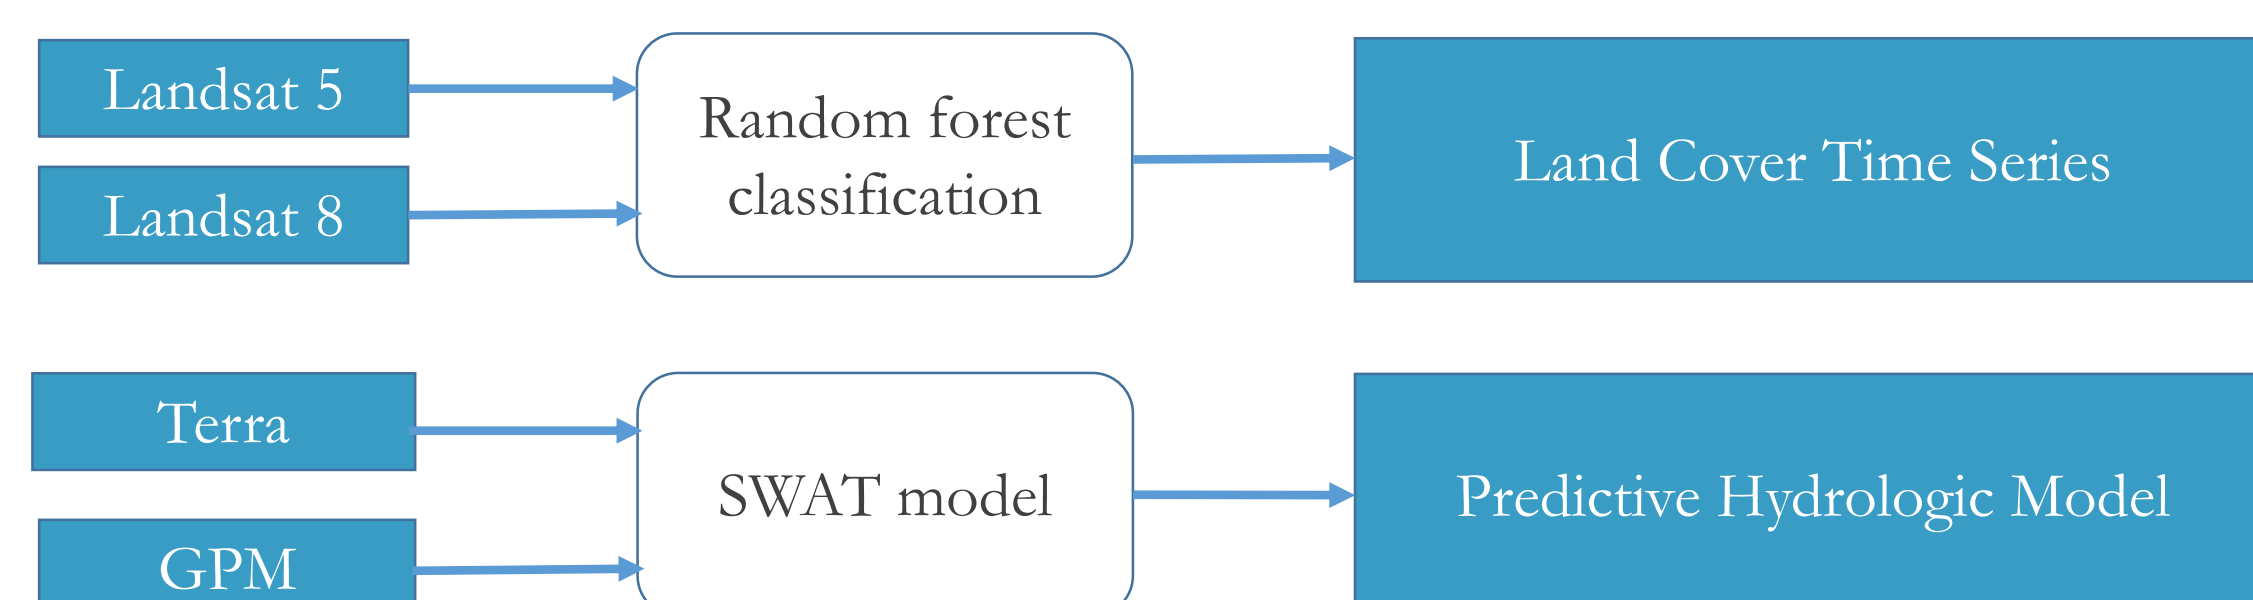 Landsat 5
Landsat 8
Random forest
classification
Land Cover Time Series
Terra
GPM
SWAT model
Predictive Hydrologic Model